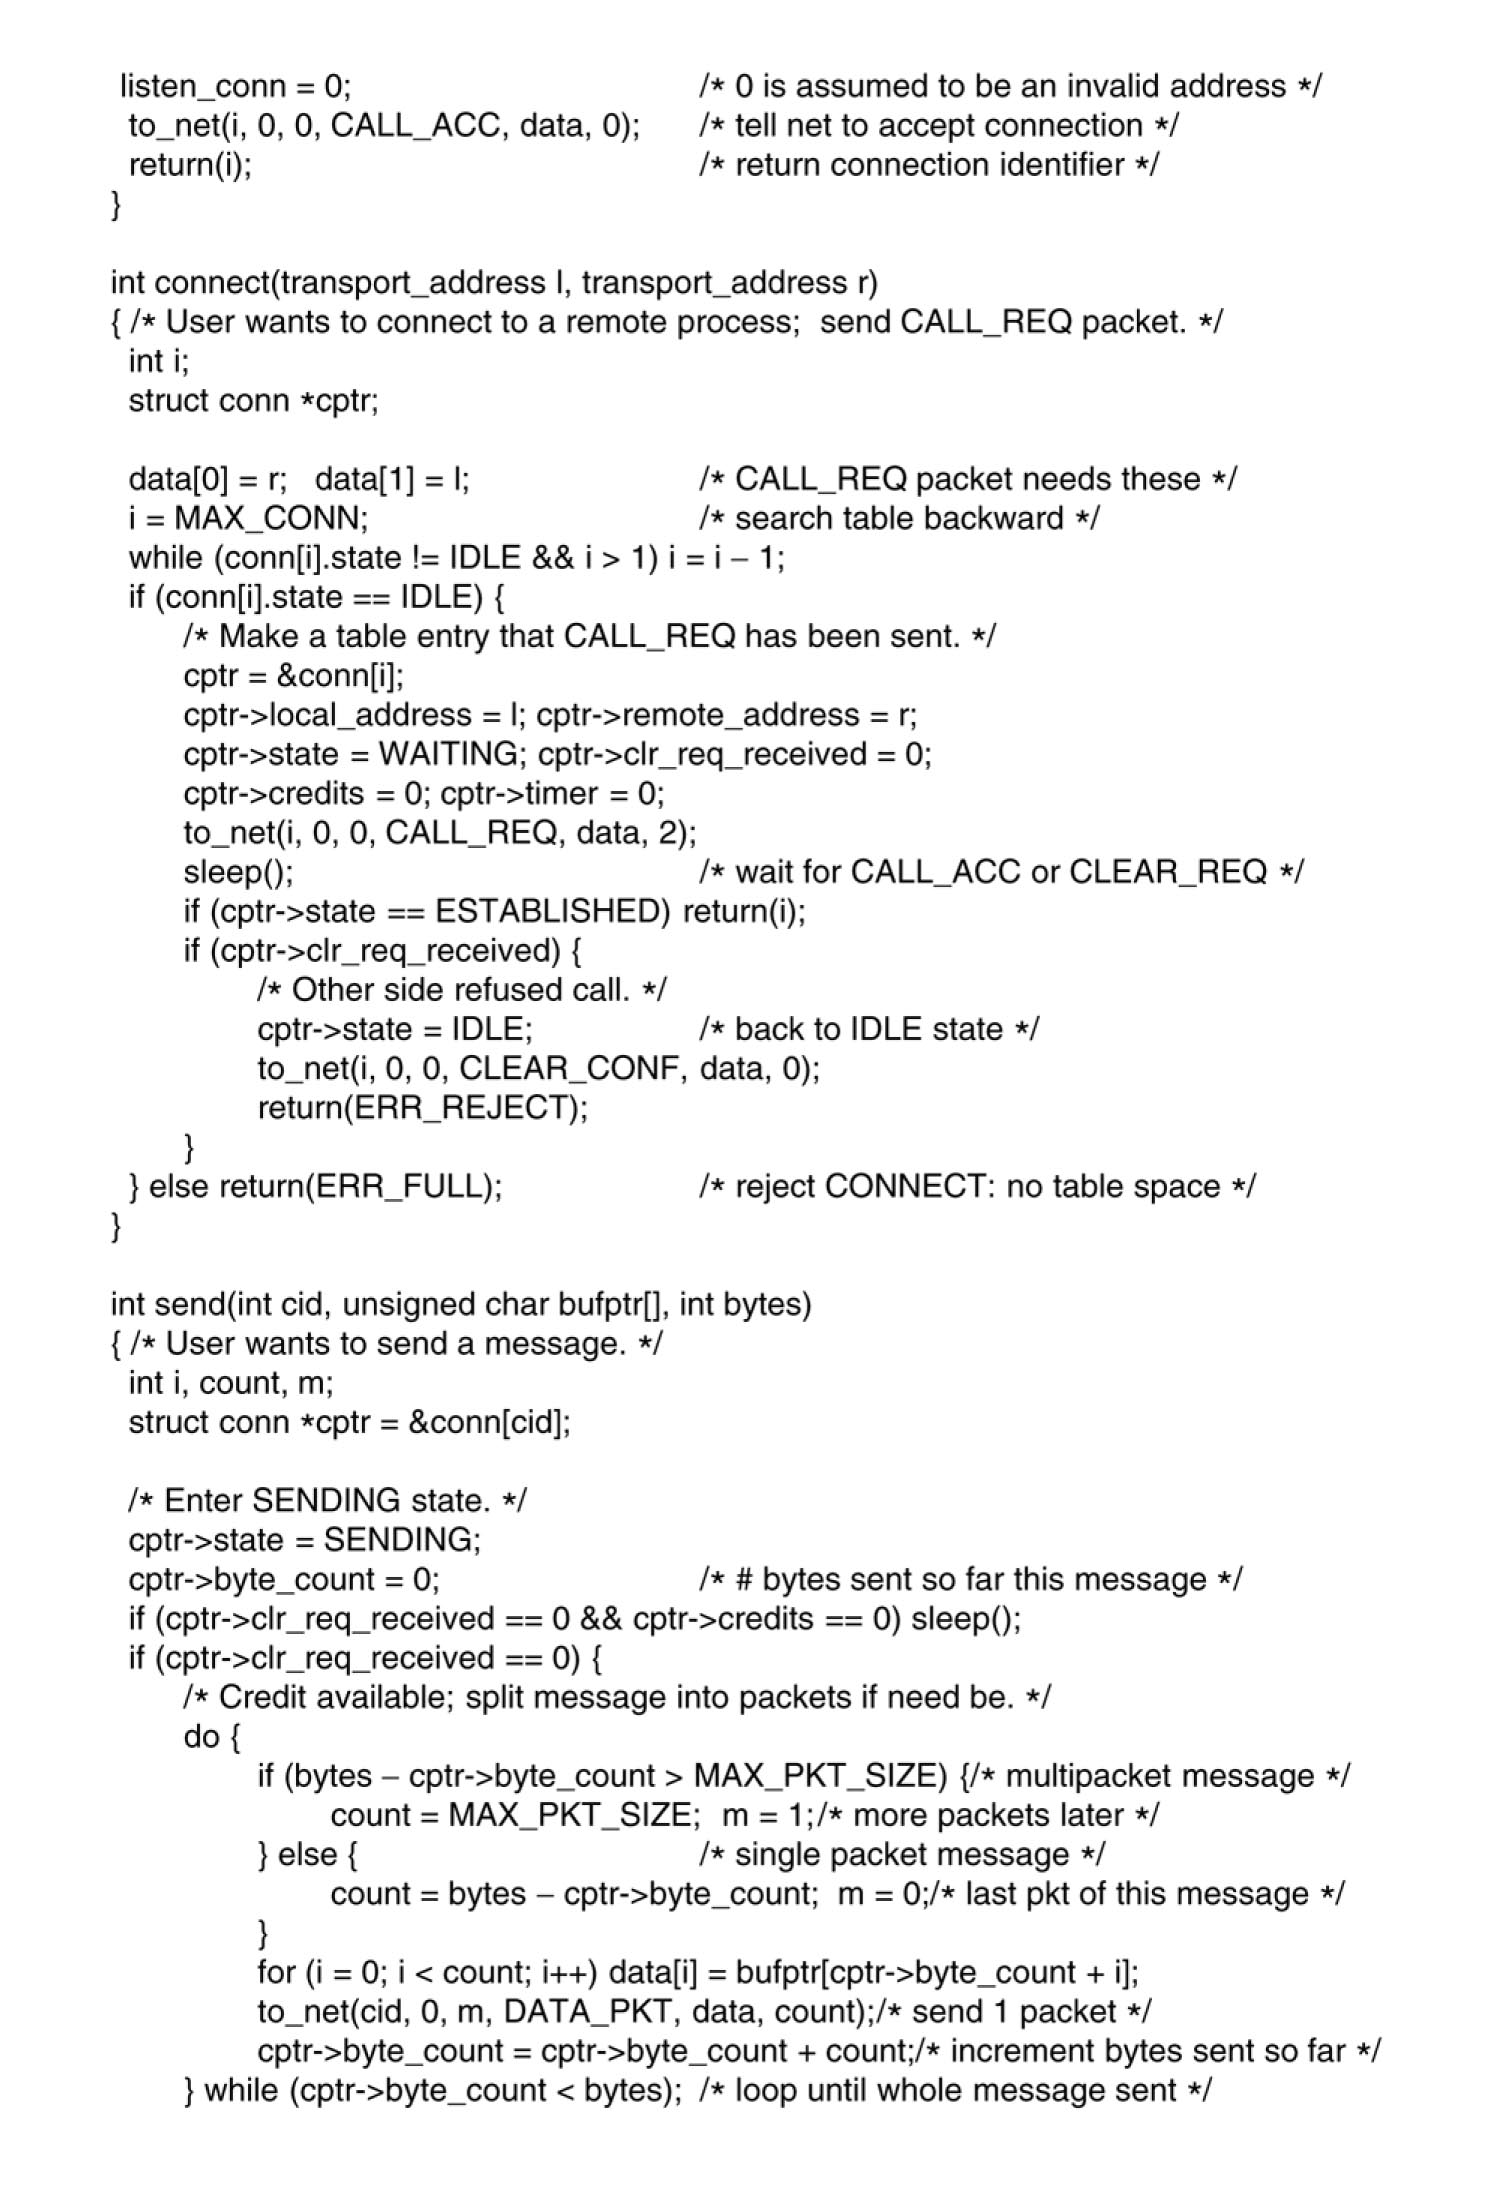 listen_conn = 0; /* 0 is assumed to be an invalid address */
to_net(i, 0, 0, CALL_ACC, data, 0); /* tell net to accept connection */
return(i); /* return connection identifier */
}
int connect(transport_address l, transport_address r)
{ /* User wants to connect to a remote process; send CALL_REQ packet. */
int i;
struct conn *cptr;
data[0] = r; data[1] = l; /* CALL_REQ packet needs these */
i = MAX_CONN; /* search table backward */
while (conn[i].state != IDLE && i > 1) i = i – 1;
if (conn[i].state == IDLE) {
/* Make a table entry that CALL_REQ has been sent. */
cptr = &conn[i];
cptr->local_address = l; cptr->remote_address = r;
cptr->state = WAITING; cptr->clr_req_received = 0;
cptr->credits = 0; cptr->timer = 0;
to_net(i, 0, 0, CALL_REQ, data, 2);
sleep(); /* wait for CALL_ACC or CLEAR_REQ */
if (cptr->state == ESTABLISHED) return(i);
if (cptr->clr_req_received) {
/* Other side refused call. */
cptr->state = IDLE; /* back to IDLE state */
to_net(i, 0, 0, CLEAR_CONF, data, 0);
return(ERR_REJECT);
}
} else return(ERR_FULL); /* reject CONNECT: no table space */
}
int send(int cid, unsigned char bufptr[], int bytes)
{ /* User wants to send a message. */
int i, count, m;
struct conn *cptr = &conn[cid];
/* Enter SENDING state. */
cptr->state = SENDING;
cptr->byte_count = 0; /* # bytes sent so far this message */
if (cptr->clr_req_received == 0 && cptr->credits == 0) sleep();
if (cptr->clr_req_received == 0) {
/* Credit available; split message into packets if need be. */
do {
if (bytes – cptr->byte_count > MAX_PKT_SIZE) {/* multipacket message */
count = MAX_PKT_SIZE; m = 1;/* more packets later */
} else { /* single packet message */
count = bytes – cptr->byte_count; m = 0;/* last pkt of this message */
}
for (i = 0; i < count; i++) data[i] = bufptr[cptr->byte_count + i];
to_net(cid, 0, m, DATA_PKT, data, count);/* send 1 packet */
cptr->byte_count = cptr->byte_count + count;/* increment bytes sent so far */
} while (cptr->byte_count < bytes); /* loop until whole message sent */